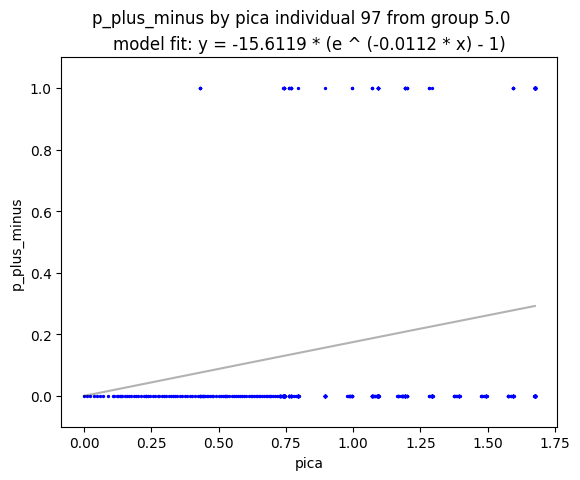 p_plus_minus by pica individual 97 from group 5.0
model fit: y = -15.6119 * (e ^ (-0.0112 * x) - 1)
1.0
0.8
0.6
0.4
0.2
0.0
p_plus_minus
0.00 0.25 0.50 0.75 1.00 1.25 1.50 1.75
pica